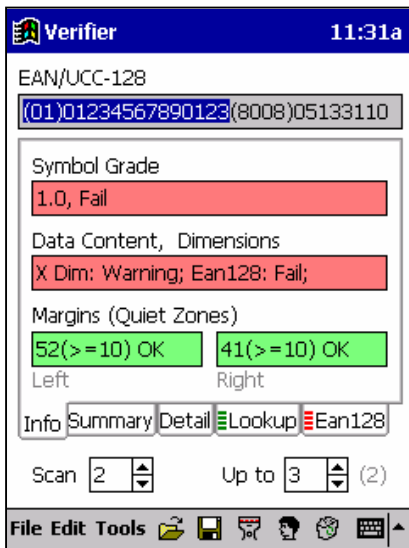 Verifier 11:31a
EAN/UCC-128
(01)01234567890123(8008)05133110
Symbol Grade
1.0, Fail
Data Content, Dimensions
X Dim: Warning; Ean128: Fail;
Margins (Quiet Zones)
52(>=10) OK 41(>=10) OK
Left Right
Info Summary Detail Lookup Ean128
Scan 2 Up to 3 (2)
File Edit Tools